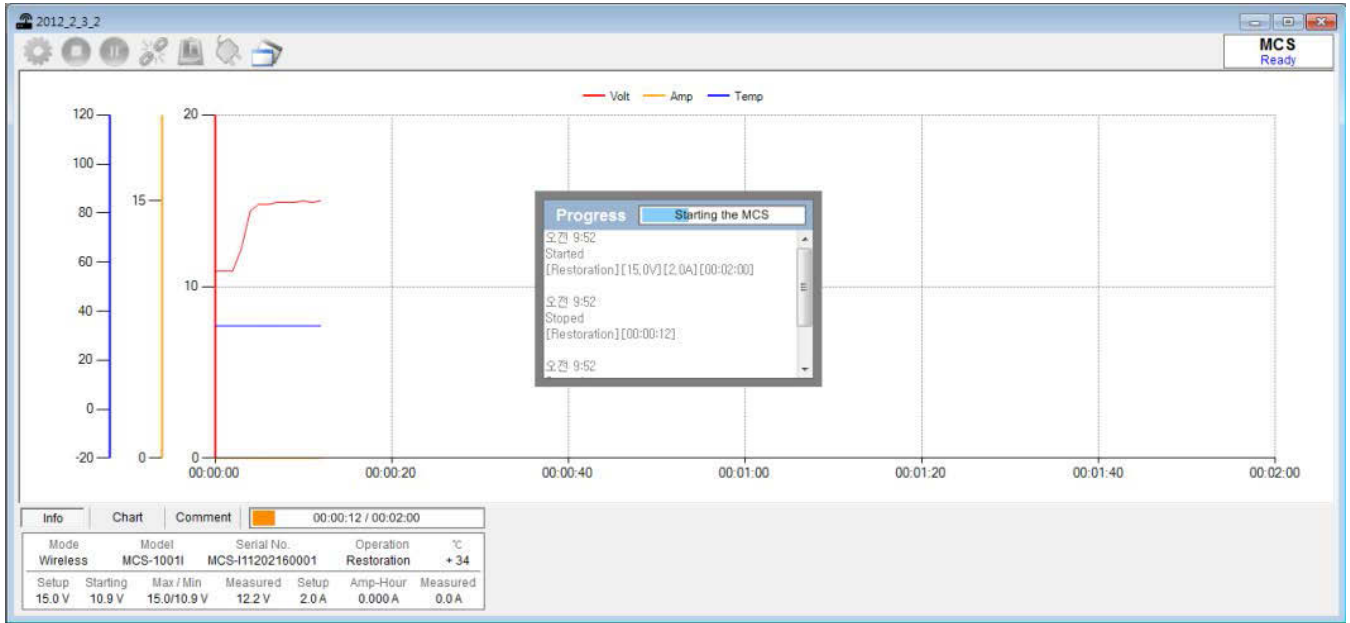 2012_2_3_2
MCS
Ready
Volt Amp Temp
120
100
80
60
40
20
0
-20
15
0
20
10
0
00:00:00 00:00:20 00:00:40 00:01:00 00:01:20 00:01:40 00:02:00
Progress Starting the MCS
오전 9:52
Started
[Restoration][15.0V][2.0A][00:02:00]
오전 9:52
Stoped
[Restoration][00:00:12]
오전 9:52
Info Chart Comment 00:00:12 / 00:02:00
Mode Model Serial No. Operation ℃
Wireless MCS-1001I MCS-I11202160001 Restoration + 34
Setup Starting Max / Min Measured Setup Amp-Hour Measured
15.0 V 10.9 V 15.0/10.9 V 12.2 V 2.0 A 0.000 A 0.0 A